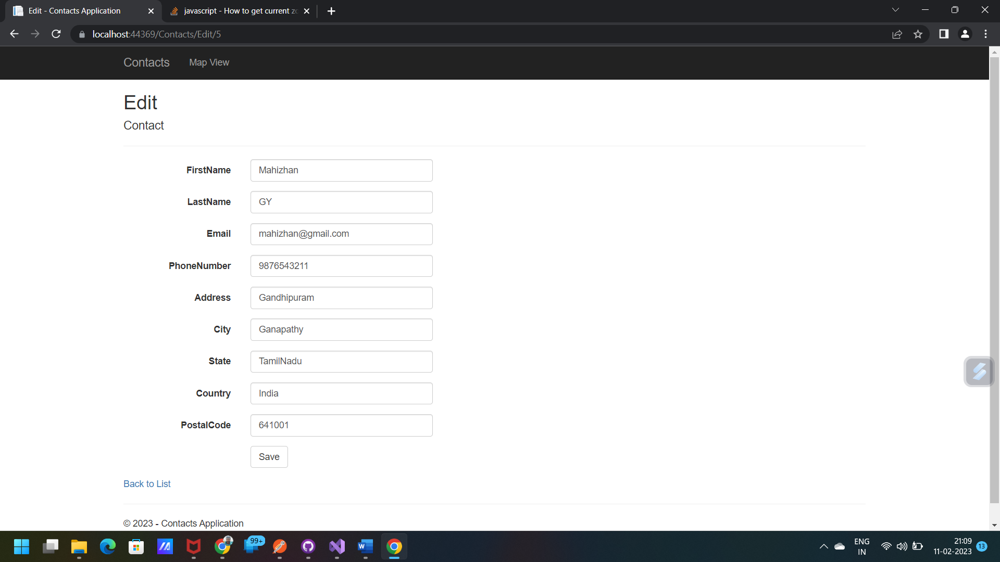 Edit - Contacts Application
javascript - How to get current zo
localhost:44369/Contacts/Edit/5
Contacts Map View
Edit
Contact
FirstName Mahizhan
LastName GY
Email mahizhan@gmail.com
PhoneNumber 9876543211
Address Gandhipuram
City Ganapathy
State TamilNadu
Country India
PostalCode 641001
Save
Back to List
© 2023 - Contacts Application
99+
W
ENG
IN
21:09
11-02-2023
13